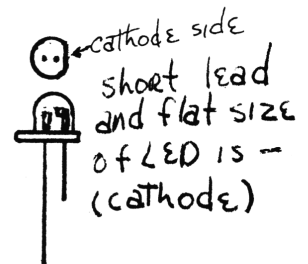 cathode side
short lead
and flat size
of LED is -
(cathode)